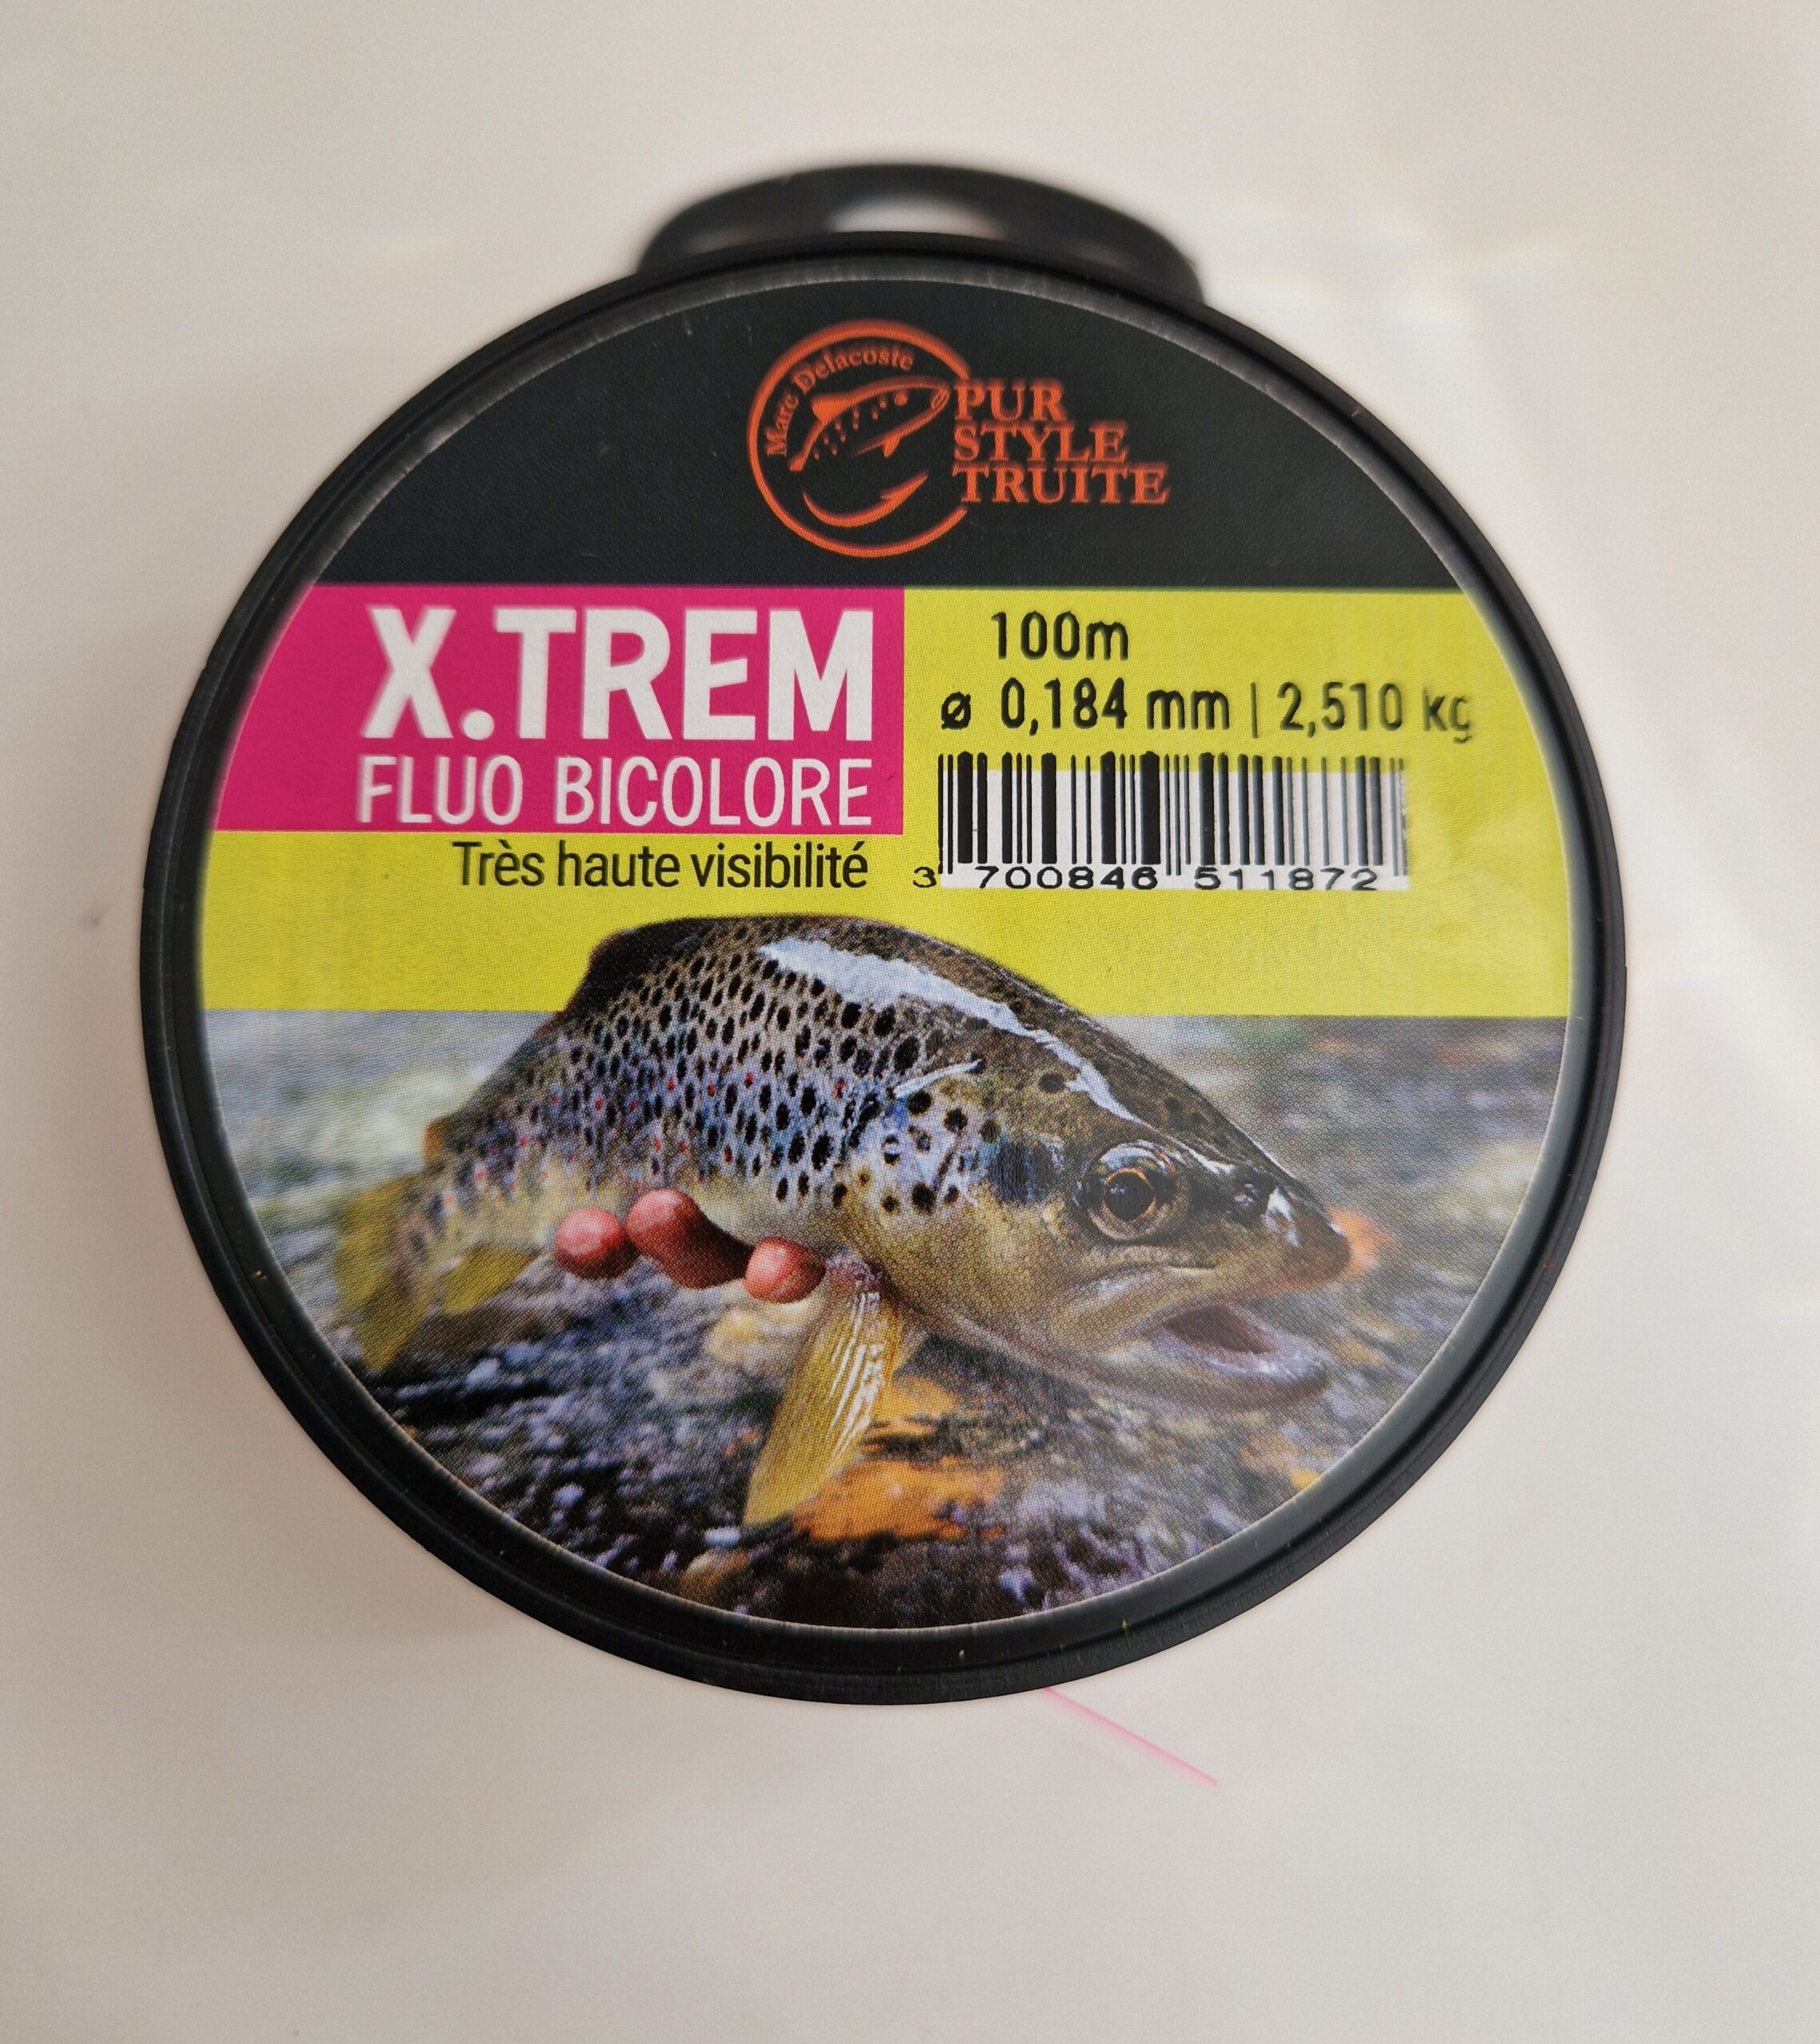 Marc Delacoste
PUR
STYLE
TRUITE
X.TREM
FLUO BICOLORE
Très haute visibilité
100m
ø 0,184 mm | 2,510 kg
3 700846 511872